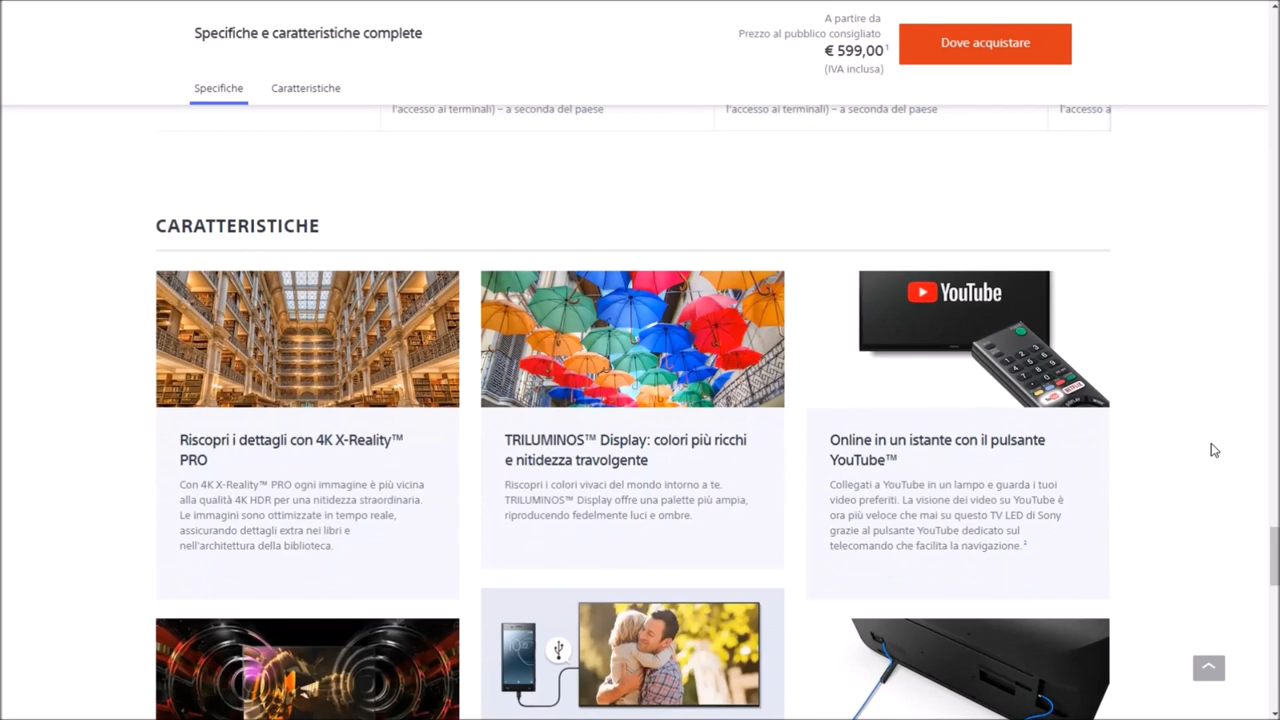 Specifiche e caratteristiche complete
A partire da
Prezzo al pubblico consigliato
€ 599,00¹
(IVA inclusa)
Dove acquistare
Specifiche
Caratteristiche
l'accesso ai terminali) – a seconda del paese
l'accesso ai terminali) – a seconda del paese
l'accesso a
CARATTERISTICHE
YouTube
NETFLIX
Riscopri i dettagli con 4K X-Reality™
PRO
Con 4K X-Reality™ PRO ogni immagine è più vicina
alla qualità 4K HDR per una nitidezza straordinaria.
Le immagini sono ottimizzate in tempo reale,
assicurando dettagli extra nei libri e
nell'architettura della biblioteca.
TRILUMINOS™ Display: colori più ricchi
e nitidezza travolgente
Riscopri i colori vivaci del mondo intorno a te.
TRILUMINOS™ Display offre una palette più ampia,
riproducendo fedelmente luci e ombre.
Online in un istante con il pulsante
YouTube™
Collegati a YouTube in un lampo e guarda i tuoi
video preferiti. La visione dei video su YouTube è
ora più veloce che mai su questo TV LED di Sony
grazie al pulsante YouTube dedicato sul
telecomando che facilita la navigazione.²